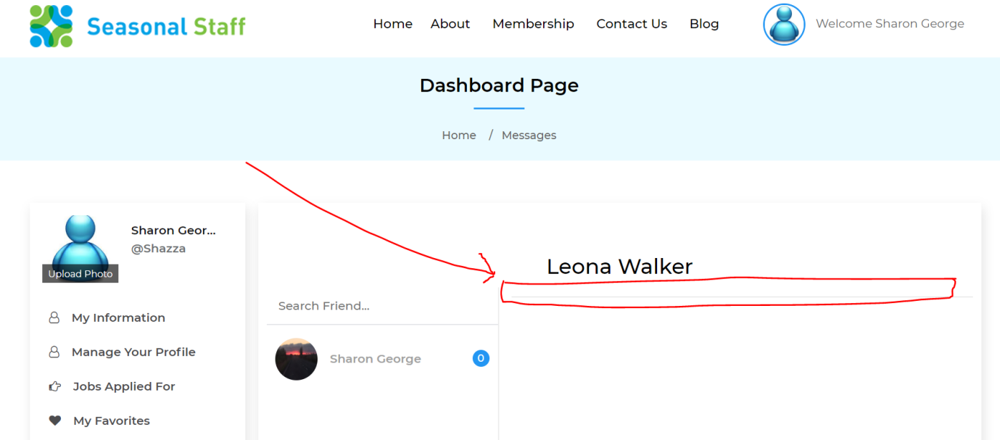 Seasonal Staff
Home About Membership Contact Us Blog Welcome Sharon George
Dashboard Page
Home / Messages
Sharon Geor...
@Shazza
Upload Photo
My Information
Manage Your Profile
Jobs Applied For
My Favorites
Search Friend...
Sharon George 0
Leona Walker